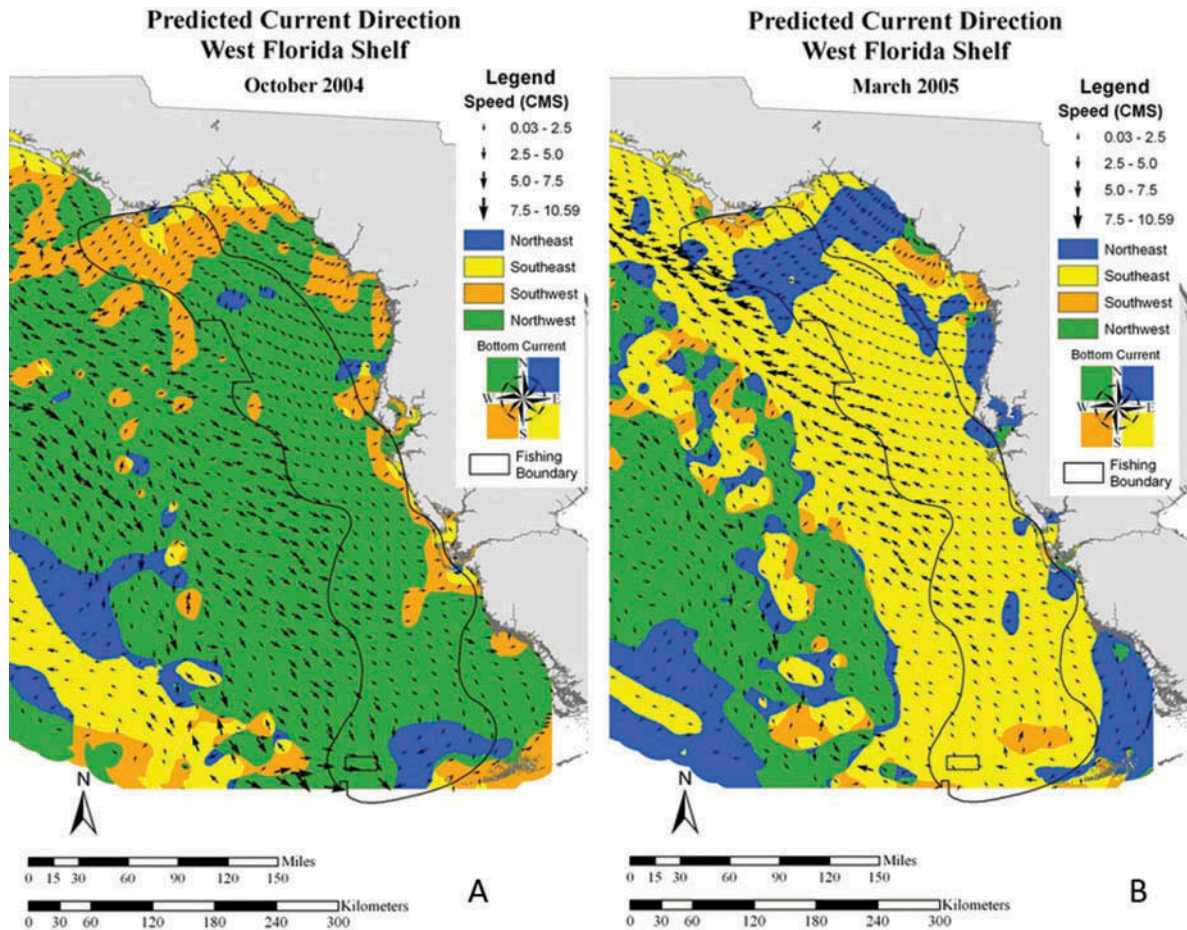 Predicted Current Direction
West Florida Shelf
October 2004
Legend
Speed (CMS)
0.03 - 2.5
2.5 - 5.0
5.0 - 7.5
7.5 - 10.59
Northeast
Southeast
Southwest
Northwest
Bottom Current
N
W E
S
Fishing
Boundary
N
Miles
0 15 30 60 90 120 150
Kilometers
0 30 60 120 180 240 300
A
Predicted Current Direction
West Florida Shelf
March 2005
Legend
Speed (CMS)
0.03 - 2.5
2.5 - 5.0
5.0 - 7.5
7.5 - 10.59
Northeast
Southeast
Southwest
Northwest
Bottom Current
N
W E
S
Fishing
Boundary
N
Miles
0 15 30 60 90 120 150
Kilometers
0 30 60 120 180 240 300
B